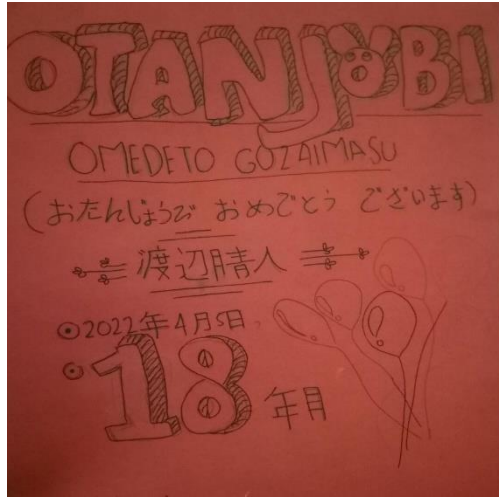 OTANJŌBI
OMEDETO GOZAIMASU
(おたんじょうび おめでとう ございます)
渡辺晴人
2022年4月5日,
18年月